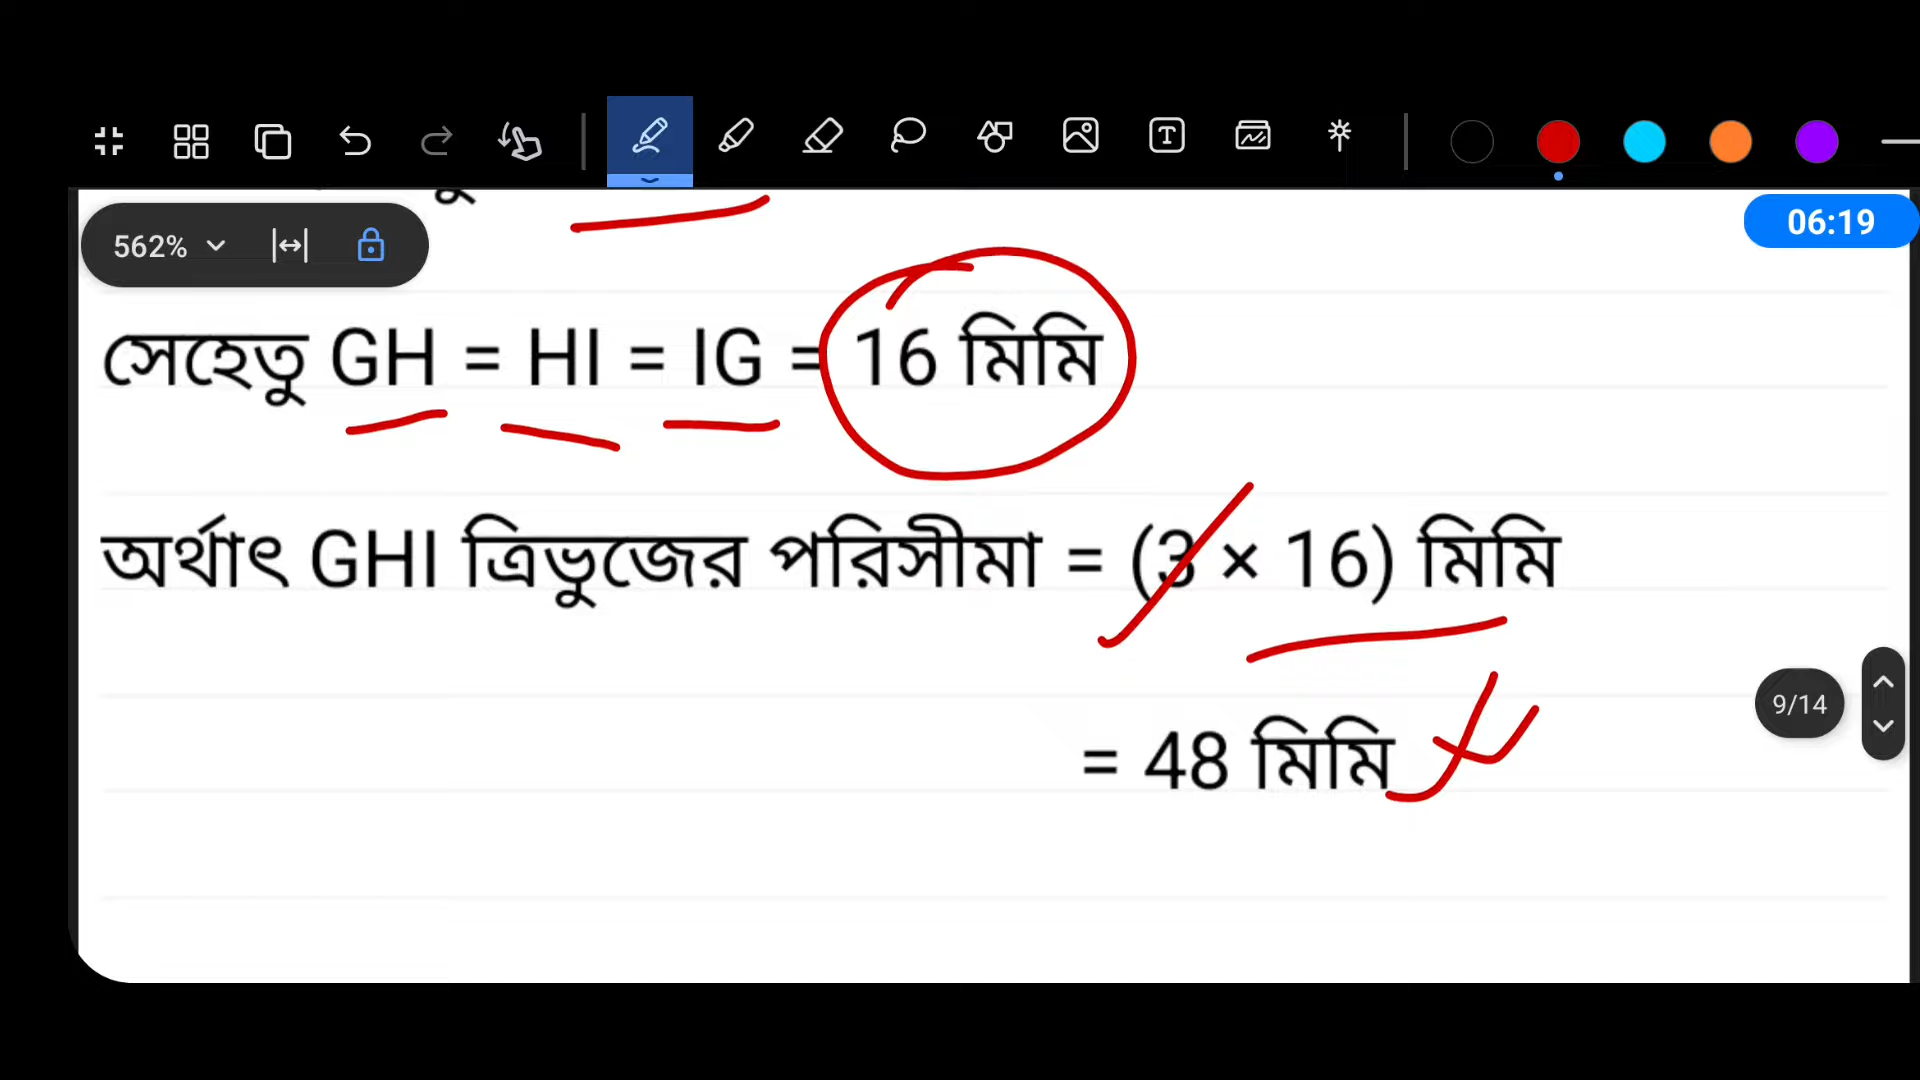 562%
06:19
সেহেতু GH = HI = IG = 16 মিমি
অর্থাৎ GHI ত্রিভুজের পরিসীমা = (3 × 16) মিমি
9/14
= 48 মিমি